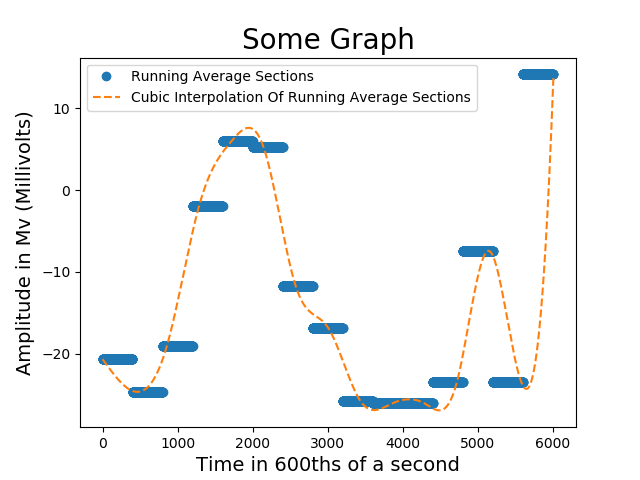 Some Graph
Running Average Sections
Cubic Interpolation Of Running Average Sections
Amplitude in Mv (Millivolts)
10
0
−10
−20
0 1000 2000 3000 4000 5000 6000
Time in 600ths of a second